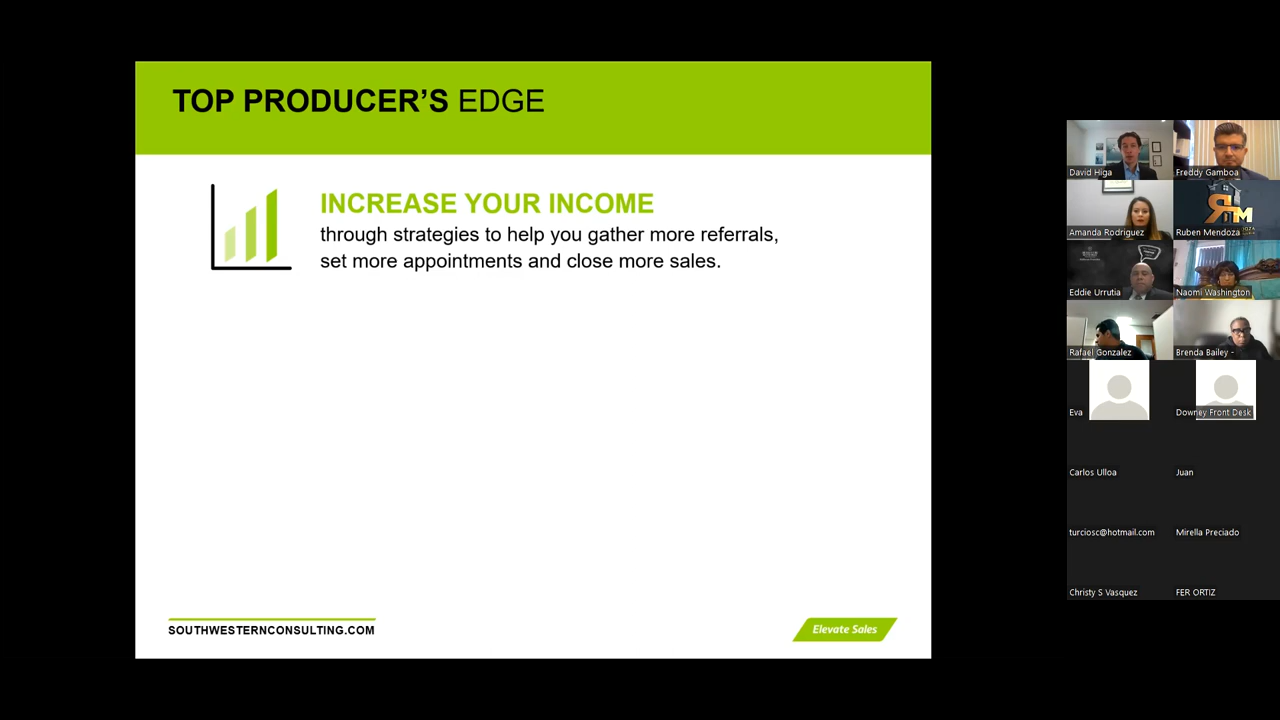 TOP PRODUCER'S EDGE
INCREASE YOUR INCOME
through strategies to help you gather more referrals,
set more appointments and close more sales.
SOUTHWESTERNCONSULTING.COM
Elevate Sales
David Higa
Freddy Gamboa
Amanda Rodriguez
Ruben Mendoza
RM
Eddie Urrutia
Naomi Washington
Rafael Gonzalez
Brenda Bailey -
Eva
Downey Front Desk
Carlos Ulloa
Juan
turciosc@hotmail.com
Mirella Preciado
Christy S Vasquez
FER ORTIZ